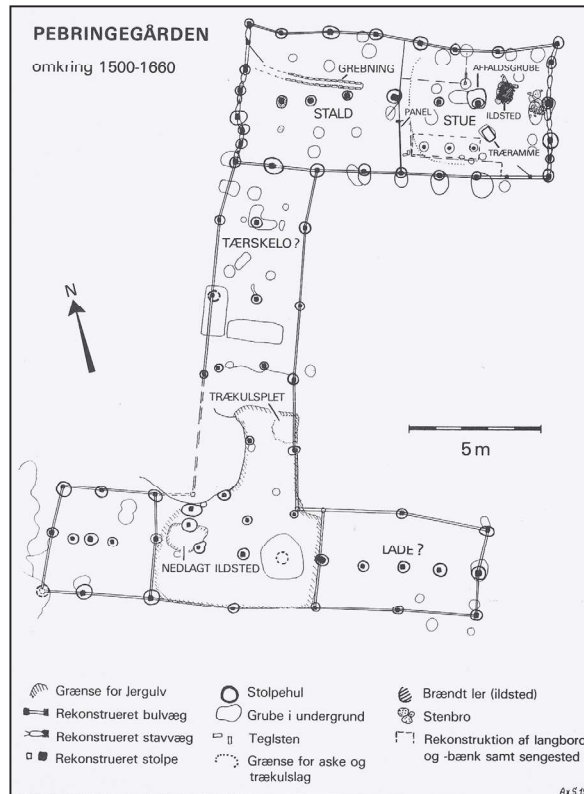 PEBRINGEGÅRDEN
omkring 1500-1660
GREBNING
AFFALDSGRUBE
STALD
PANEL
STUE
ILDSTED
TRÆRAMME
TÆRSKELO?
N
TRÆKULSPLET
5 m
NEDLAGT ILDSTED
LADE?
Grænse for lergulv
Rekonstrueret bulvæg
Rekonstrueret stavvæg
Rekonstrueret stolpe
Stolpehul
Grube i undergrund
Teglsten
Grænse for aske og
trækulslag
Brændt ler (ildsted)
Stenbro
Rekonstruktion af langbord
og -bænk samt sengested